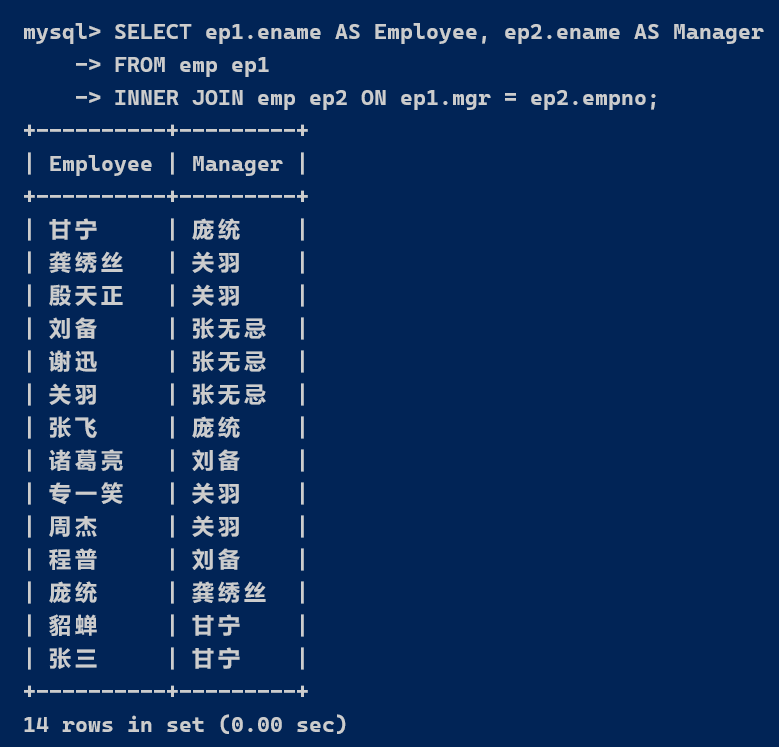 mysql> SELECT ep1.ename AS Employee, ep2.ename AS Manager
    -> FROM emp ep1
    -> INNER JOIN emp ep2 ON ep1.mgr = ep2.empno;
+----------+---------+
| Employee | Manager |
+----------+---------+
| 甘宁     | 庞统    |
| 龚绣丝   | 关羽    |
| 殷天正   | 关羽    |
| 刘备     | 张无忌  |
| 谢迅     | 张无忌  |
| 关羽     | 张无忌  |
| 张飞     | 庞统    |
| 诸葛亮   | 刘备    |
| 专一笑   | 关羽    |
| 周杰     | 关羽    |
| 程普     | 刘备    |
| 庞统     | 龚绣丝  |
| 貂蝉     | 甘宁    |
| 张三     | 甘宁    |
+----------+---------+
14 rows in set (0.00 sec)